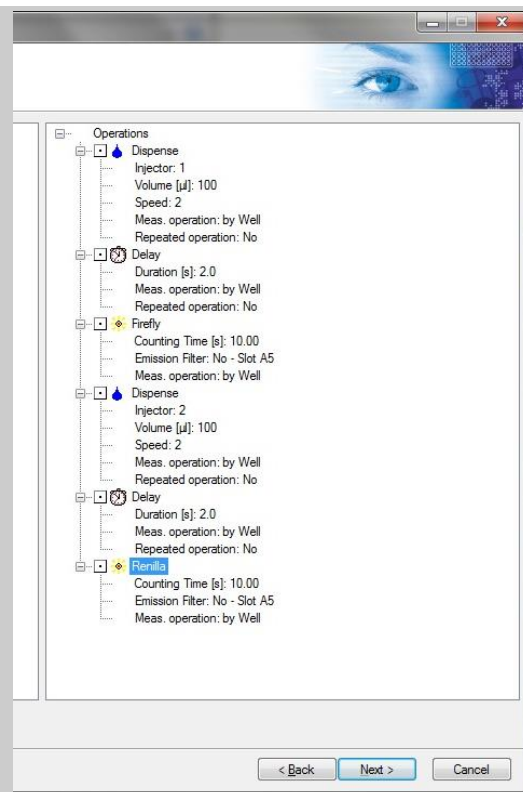 Operations
Dispense
Injector: 1
Volume [µl]: 100
Speed: 2
Meas. operation: by Well
Repeated operation: No
Delay
Duration [s]: 2.0
Meas. operation: by Well
Repeated operation: No
Firefly
Counting Time [s]: 10.00
Emission Filter: No - Slot A5
Meas. operation: by Well
Dispense
Injector: 2
Volume [µl]: 100
Speed: 2
Meas. operation: by Well
Repeated operation: No
Delay
Duration [s]: 2.0
Meas. operation: by Well
Repeated operation: No
Renilla
Counting Time [s]: 10.00
Emission Filter: No - Slot A5
Meas. operation: by Well
< Back Next > Cancel